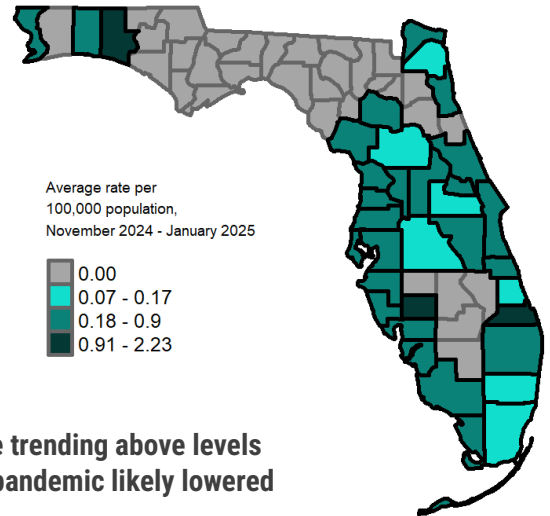 Average rate per
100,000 population,
November 2024 - January 2025
0.00
0.07 - 0.17
0.18 - 0.9
0.91 - 2.23
trending above levels
pandemic likely lowered